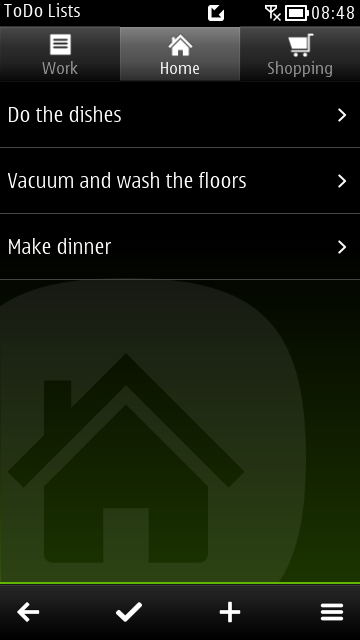 ToDo Lists
08:48
Work
Home
Shopping
Do the dishes
Vacuum and wash the floors
Make dinner